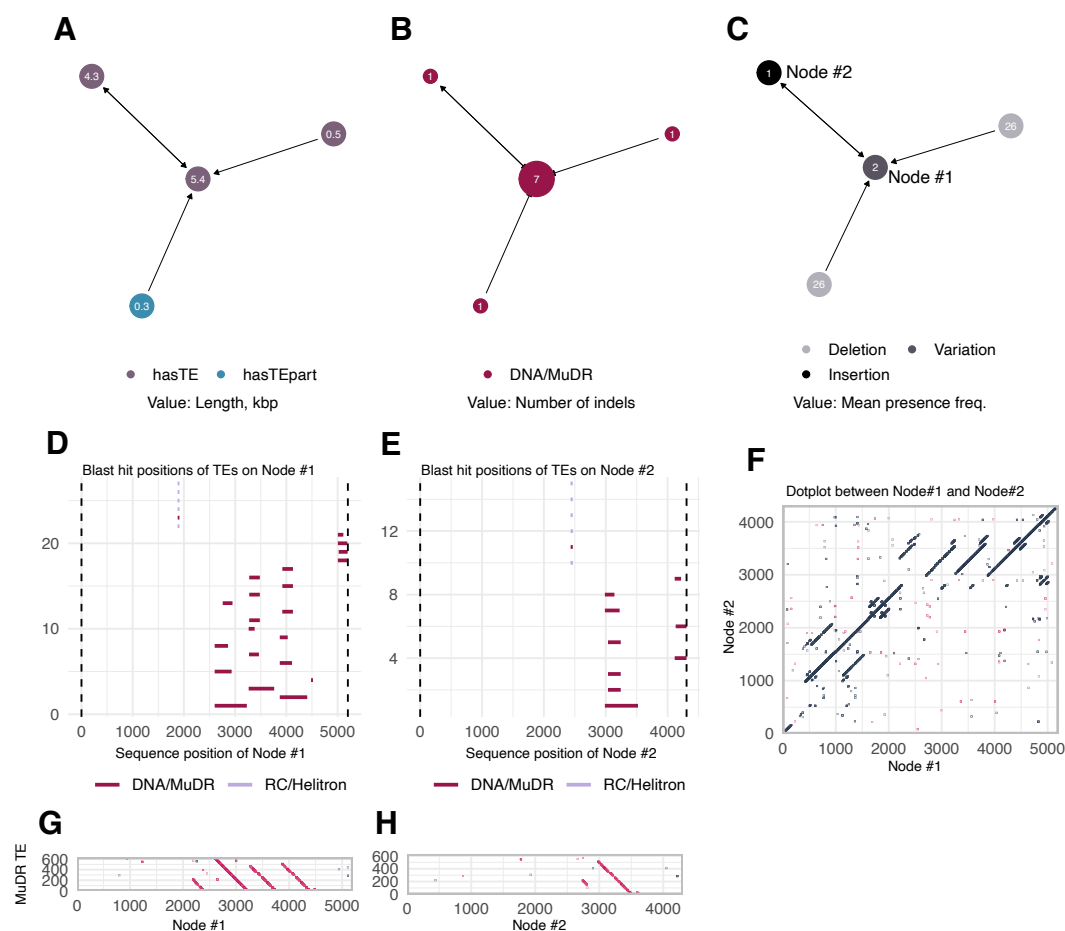 A
4.3
0.5
5.4
0.3
hasTE hasTEpart
Value: Length, kbp
B
1
1
7
1
DNA/MuDR
Value: Number of indels
C
1 Node #2
26
2
Node #1
26
Deletion Variation
Insertion
Value: Mean presence freq.
D
Blast hit positions of TEs on Node #1
20
10
0
0 1000 2000 3000 4000 5000
Sequence position of Node #1
DNA/MuDR RC/Helitron
E
Blast hit positions of TEs on Node #2
12
8
4
0 1000 2000 3000 4000
Sequence position of Node #2
DNA/MuDR RC/Helitron
F
Dotplot between Node#1 and Node#2
Node #2
4000
3000
2000
1000
0
0 1000 2000 3000 4000 5000
Node #1
G
MuDR TE
600
400
200
0
0 1000 2000 3000 4000 5000
Node #1
H
600
400
200
0
0 1000 2000 3000 4000
Node #2